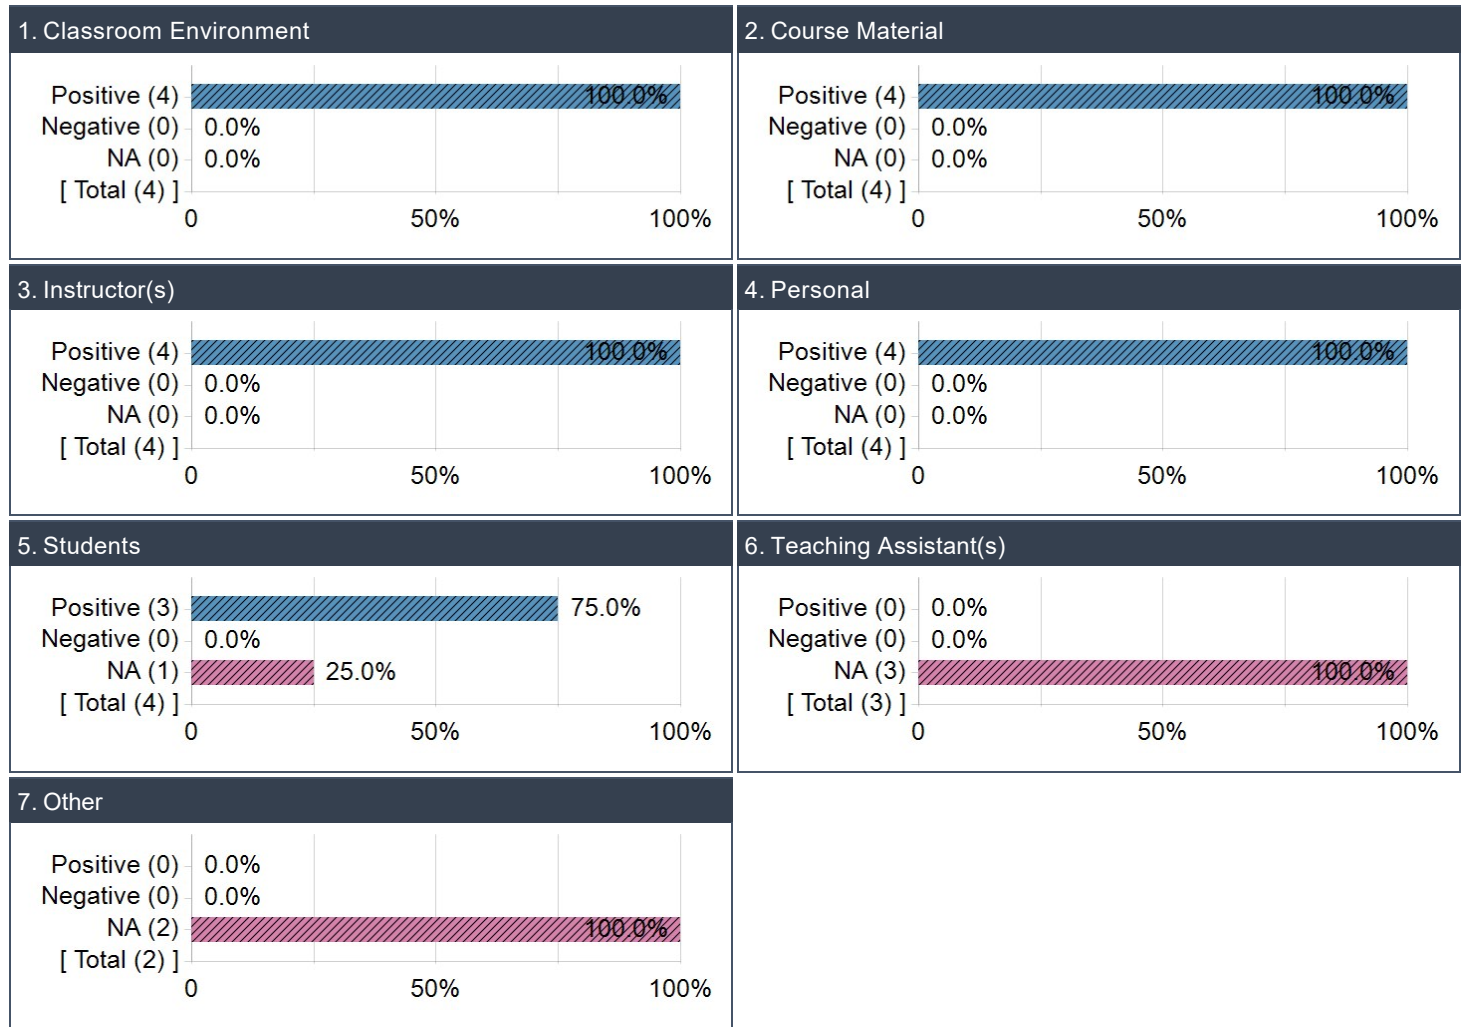 1. Classroom Environment
Positive (4) 100.0%
Negative (0) 0.0%
NA (0) 0.0%
[ Total (4) ]
0 50% 100%
2. Course Material
Positive (4) 100.0%
Negative (0) 0.0%
NA (0) 0.0%
[ Total (4) ]
0 50% 100%
3. Instructor(s)
Positive (4) 100.0%
Negative (0) 0.0%
NA (0) 0.0%
[ Total (4) ]
0 50% 100%
4. Personal
Positive (4) 100.0%
Negative (0) 0.0%
NA (0) 0.0%
[ Total (4) ]
0 50% 100%
5. Students
Positive (3) 75.0%
Negative (0) 0.0%
NA (1) 25.0%
[ Total (4) ]
0 50% 100%
6. Teaching Assistant(s)
Positive (0) 0.0%
Negative (0) 0.0%
NA (3) 100.0%
[ Total (3) ]
0 50% 100%
7. Other
Positive (0) 0.0%
Negative (0) 0.0%
NA (2) 100.0%
[ Total (2) ]
0 50% 100%